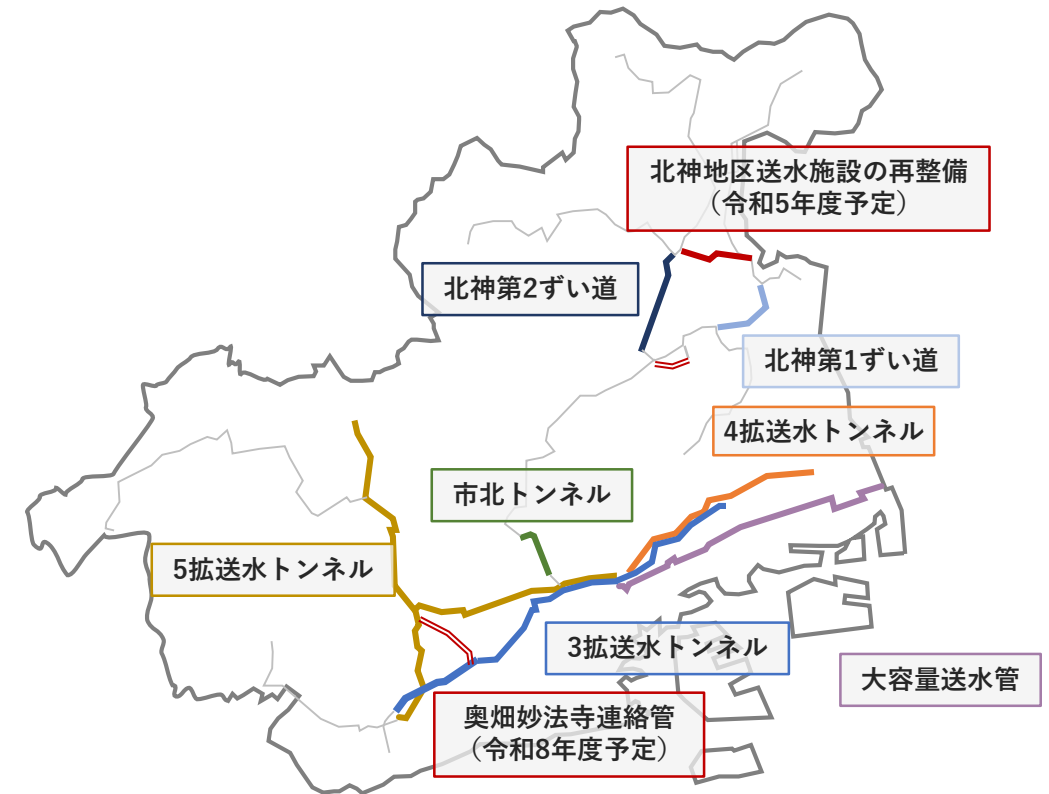 北神地区送水施設の再整備
（令和5年度予定）
北神第2ずい道
北神第1ずい道
4拡送水トンネル
市北トンネル
5拡送水トンネル
3拡送水トンネル
大容量送水管
奥畑妙法寺連絡管
（令和8年度予定）